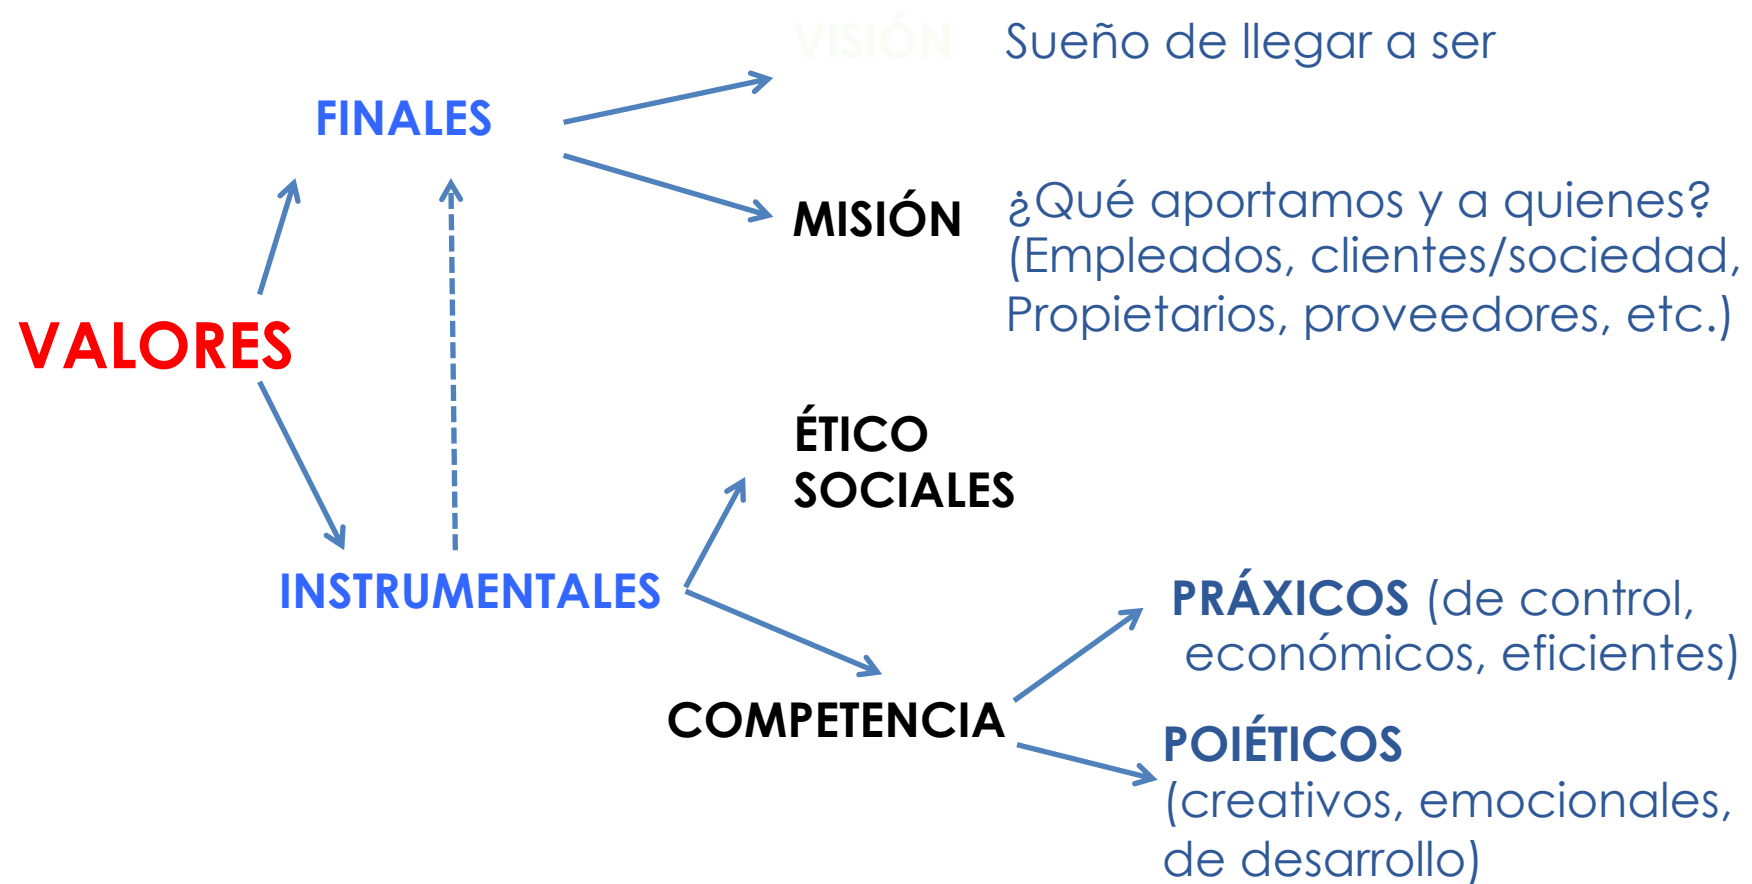 VISIÓN Sueño de llegar a ser
FINALES
MISIÓN ¿Qué aportamos y a quienes?
(Empleados, clientes/sociedad,
Propietarios, proveedores, etc.)
VALORES
ÉTICO
SOCIALES
INSTRUMENTALES
PRÁXICOS (de control,
económicos, eficientes)
COMPETENCIA
POIÉTICOS
(creativos, emocionales,
de desarrollo)